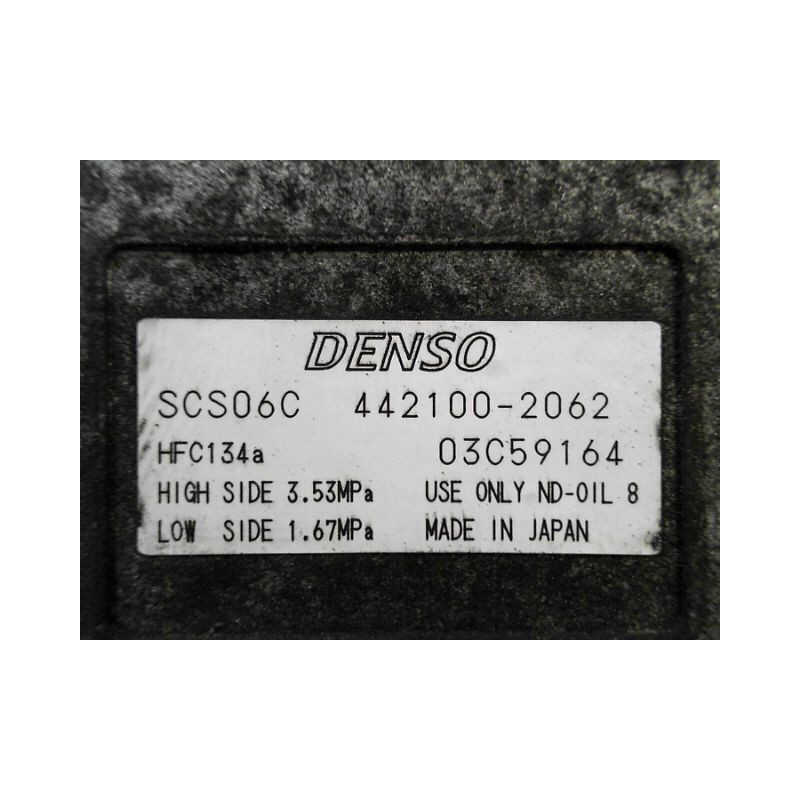 DENSO
SCS06C 442100-2062
HFC134a 03C59164
HIGH SIDE 3.53MPa USE ONLY ND-OIL 8
LOW SIDE 1.67MPa MADE IN JAPAN